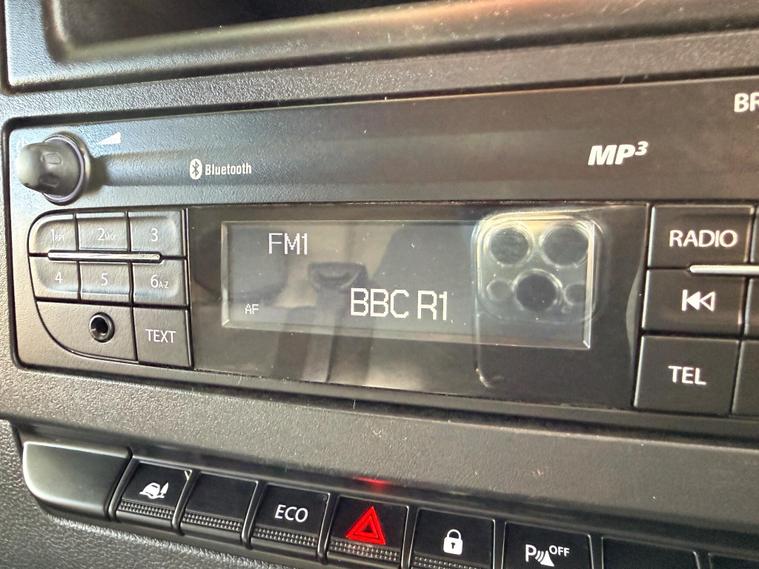 BR
Bluetooth
MP3
1
2
3
4
5
6 A-Z
TEXT
FM1
AF
BBC R1
RADIO
TEL
ECO
P OFF